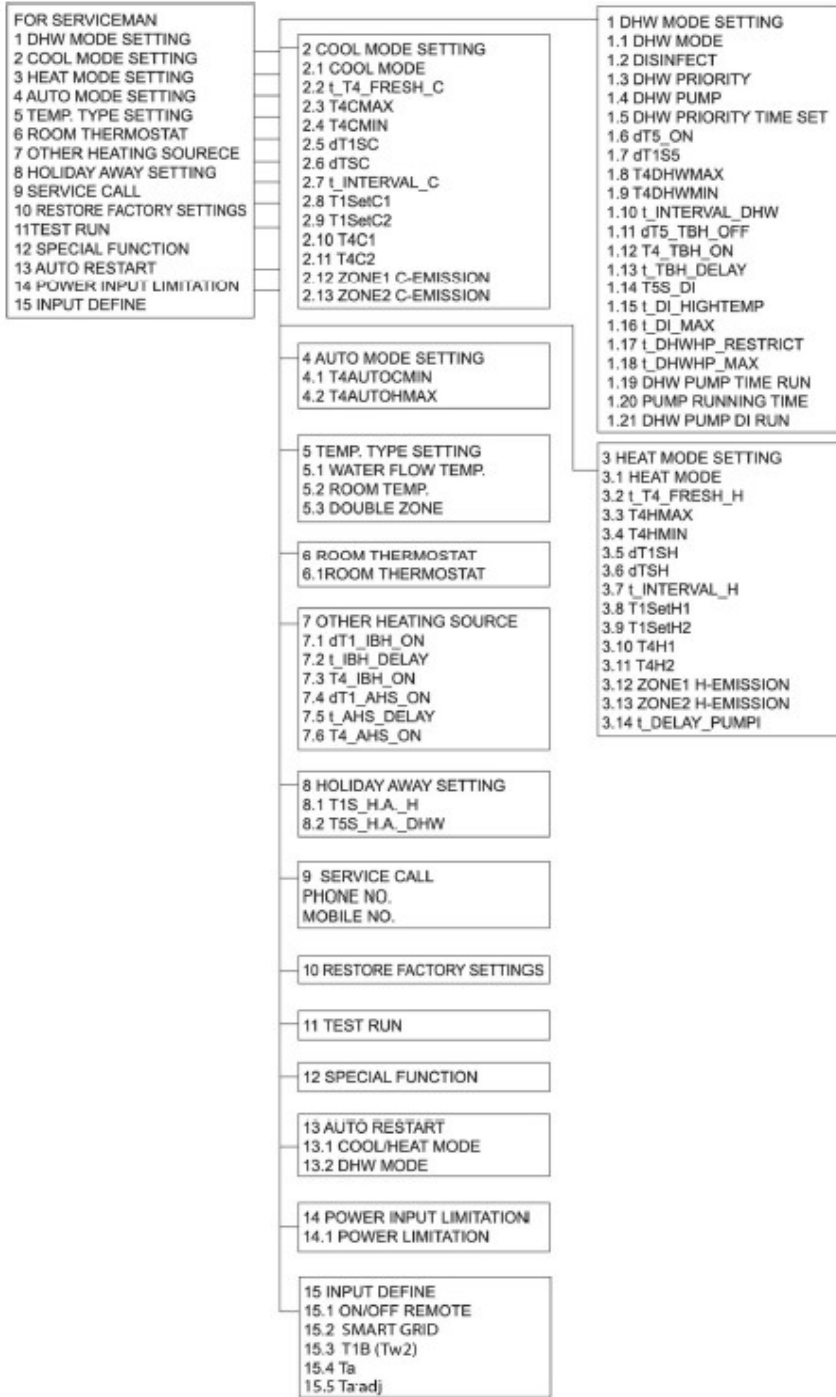 FOR SERVICEMAN
1 DHW MODE SETTING
2 COOL MODE SETTING
3 HEAT MODE SETTING
4 AUTO MODE SETTING
5 TEMP. TYPE SETTING
6 ROOM THERMOSTAT
7 OTHER HEATING SOURECE
8 HOLIDAY AWAY SETTING
9 SERVICE CALL
10 RESTORE FACTORY SETTINGS
11TEST RUN
12 SPECIAL FUNCTION
13 AUTO RESTART
14 POWER INPUT LIMITATION
15 INPUT DEFINE
2 COOL MODE SETTING
2.1 COOL MODE
2.2 t_T4_FRESH_C
2.3 T4CMAX
2.4 T4CMIN
2.5 dT1SC
2.6 dTSC
2.7 t_INTERVAL_C
2.8 T1SetC1
2.9 T1SetC2
2.10 T4C1
2.11 T4C2
2.12 ZONE1 C-EMISSION
2.13 ZONE2 C-EMISSION
1 DHW MODE SETTING
1.1 DHW MODE
1.2 DISINFECT
1.3 DHW PRIORITY
1.4 DHW PUMP
1.5 DHW PRIORITY TIME SET
1.6 dT5_ON
1.7 dT1S5
1.8 T4DHWMAX
1.9 T4DHWMIN
1.10 t_INTERVAL_DHW
1.11 dT5_TBH_OFF
1.12 T4_TBH_ON
1.13 t_TBH_DELAY
1.14 T5S_DI
1.15 t_DI_HIGHTEMP
1.16 t_DI_MAX
1.17 t_DHWHP_RESTRICT
1.18 t_DHWHP_MAX
1.19 DHW PUMP TIME RUN
1.20 PUMP RUNNING TIME
1.21 DHW PUMP DI RUN
4 AUTO MODE SETTING
4.1 T4AUTOCMIN
4.2 T4AUTOHMAX
5 TEMP. TYPE SETTING
5.1 WATER FLOW TEMP.
5.2 ROOM TEMP.
5.3 DOUBLE ZONE
6 ROOM THERMOSTAT
6.1ROOM THERMOSTAT
3 HEAT MODE SETTING
3.1 HEAT MODE
3.2 t_T4_FRESH_H
3.3 T4HMAX
3.4 T4HMIN
3.5 dT1SH
3.6 dTSH
3.7 t_INTERVAL_H
3.8 T1SetH1
3.9 T1SetH2
3.10 T4H1
3.11 T4H2
3.12 ZONE1 H-EMISSION
3.13 ZONE2 H-EMISSION
3.14 t_DELAY_PUMPI
7 OTHER HEATING SOURCE
7.1 dT1_IBH_ON
7.2 t_IBH_DELAY
7.3 T4_IBH_ON
7.4 dT1_AHS_ON
7.5 t_AHS_DELAY
7.6 T4_AHS_ON
8 HOLIDAY AWAY SETTING
8.1 T1S_H.A._H
8.2 T5S_H.A._DHW
9 SERVICE CALL
PHONE NO.
MOBILE NO.
10 RESTORE FACTORY SETTINGS
11 TEST RUN
12 SPECIAL FUNCTION
13 AUTO RESTART
13.1 COOL/HEAT MODE
13.2 DHW MODE
14 POWER INPUT LIMITATION
14.1 POWER LIMITATION
15 INPUT DEFINE
15.1 ON/OFF REMOTE
15.2 SMART GRID
15.3 T1B (Tw2)
15.4 Ta
15.5 Ta:adj